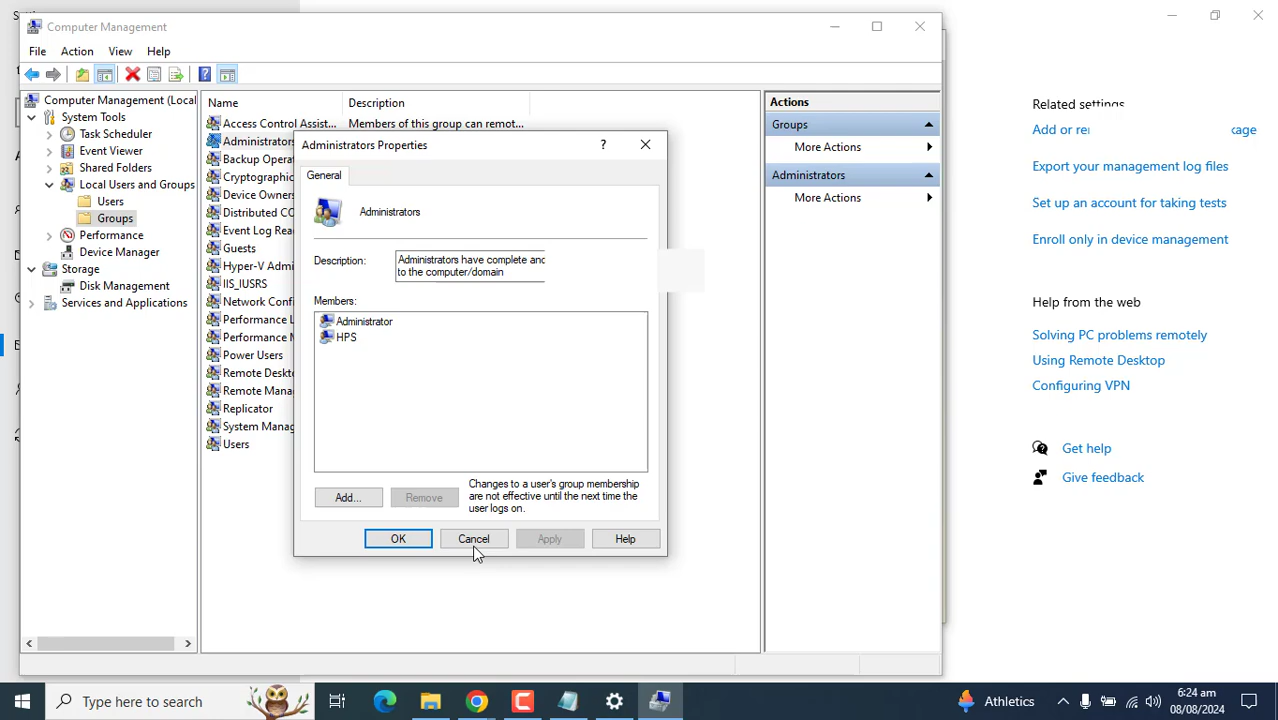 Computer Management
File Action View Help
Computer Management (Local
System Tools
Task Scheduler
Event Viewer
Shared Folders
Local Users and Groups
Users
Groups
Performance
Device Manager
Storage
Disk Management
Services and Applications
Name Description
Access Control Assist... Members of this group can remot...
Administrators
Backup Opera
Cryptographic
Device Owners
Distributed CO
Event Log Rea
Guests
Hyper-V Admi
IIS_IUSRS
Network Confi
Performance L
Performance M
Power Users
Remote Deskto
Remote Mana
Replicator
System Manag
Users
Administrators Properties
General
Administrators
Description: Administrators have complete and
to the computer/domain
Members:
Administrator
HPS
Add... Remove
Changes to a user's group membership
are not effective until the next time the
user logs on.
OK Cancel Apply Help
Actions
Groups
More Actions
Administrators
More Actions
Related settings
Add or re kage
Export your management log files
Set up an account for taking tests
Enroll only in device management
Help from the web
Solving PC problems remotely
Using Remote Desktop
Configuring VPN
Get help
Give feedback
Type here to search
Athletics
6:24 am
08/08/2024